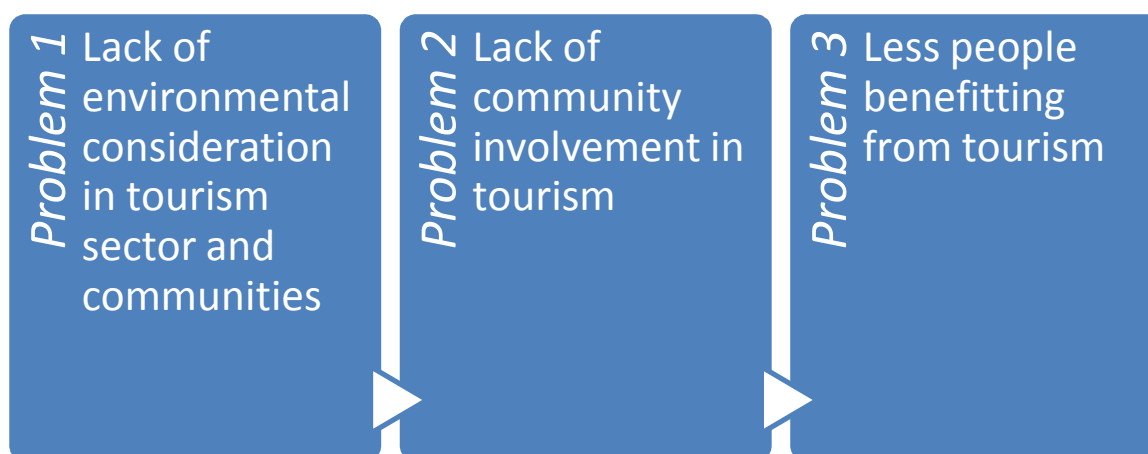 Problem 1
Lack of
environmental
consideration
in tourism
sector and
communities
Problem 2
Lack of
community
involvement in
tourism
Problem 3
Less people
benefitting
from tourism